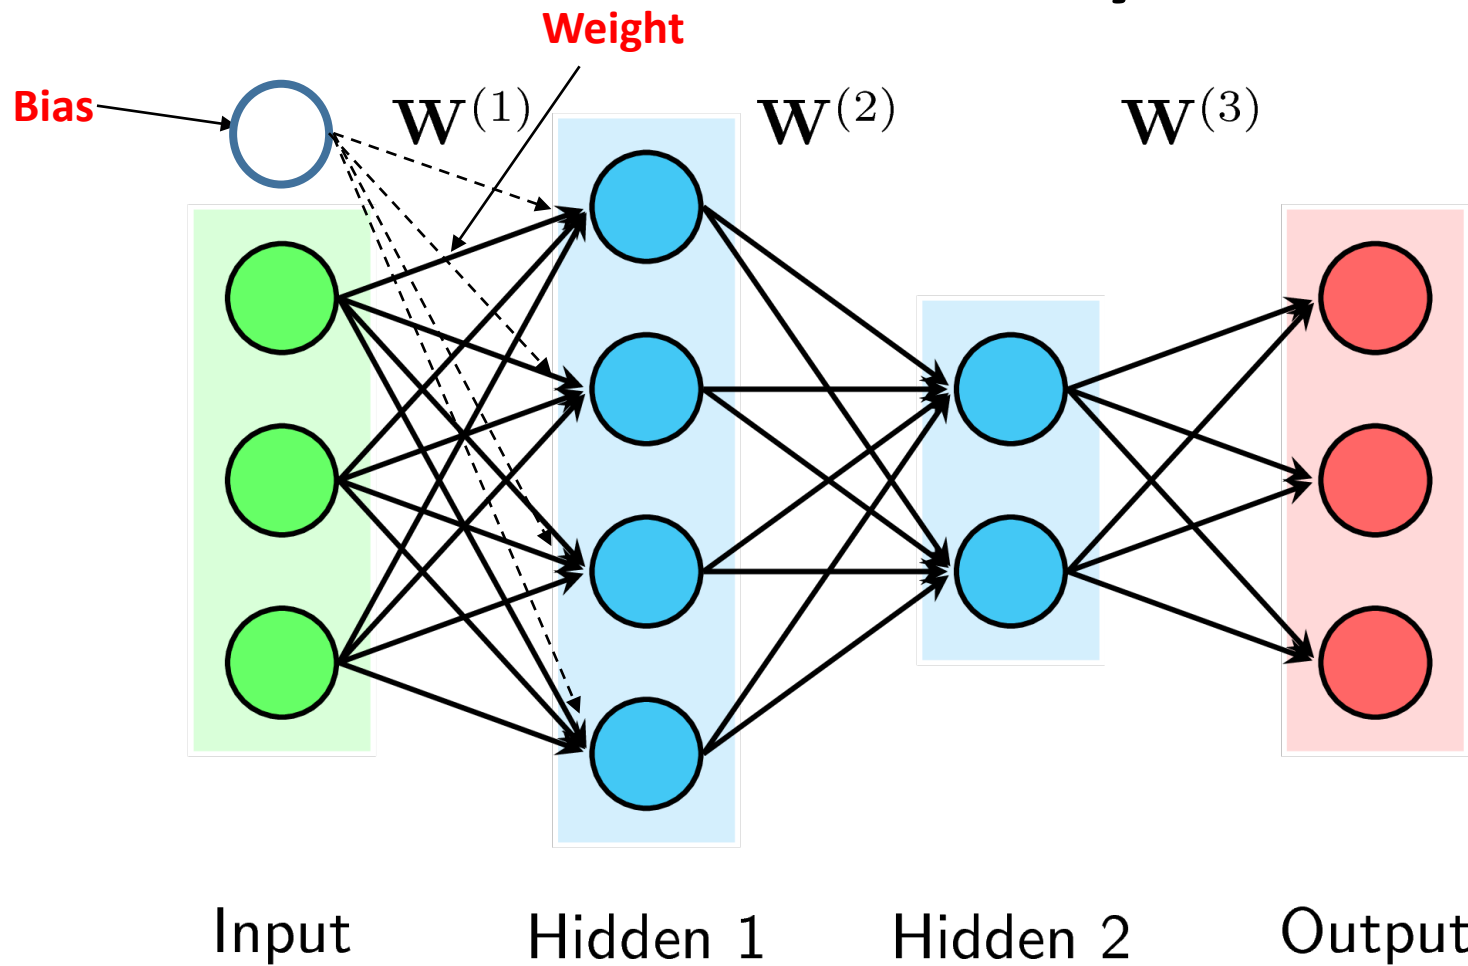 Weight
Bias
W(1)
W(2)
W(3)
Input
Hidden 1
Hidden 2
Output